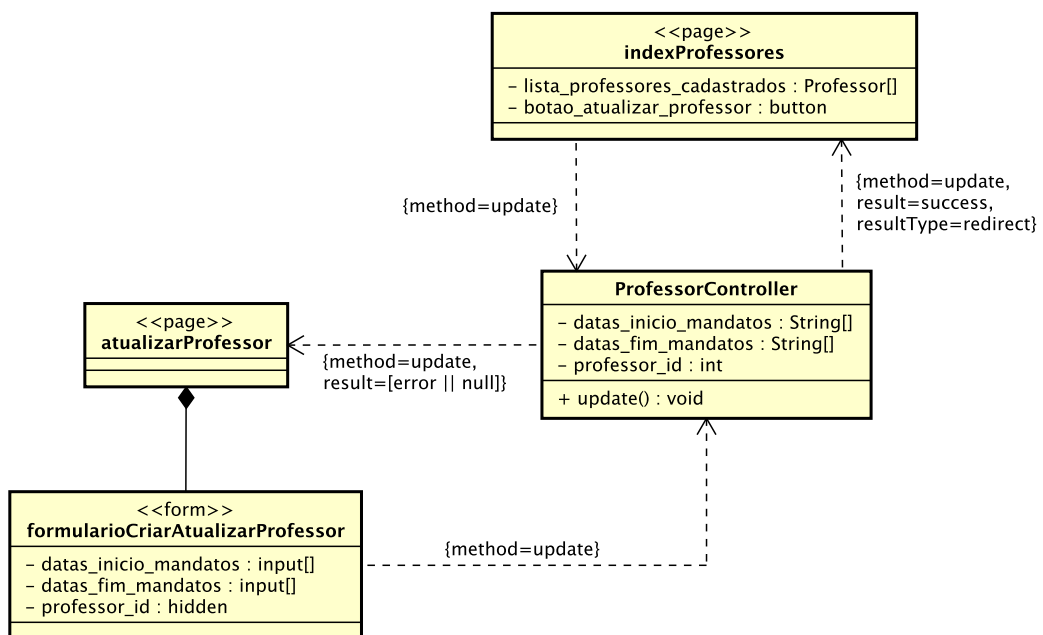 <<page>>
indexProfessores
- lista_professores_cadastrados : Professor[]
- botao_atualizar_professor : button
{method=update}
{method=update,
result=success,
resultType=redirect}
ProfessorController
- datas_inicio_mandatos : String[]
- datas_fim_mandatos : String[]
- professor_id : int
+ update() : void
<<page>>
atualizarProfessor
{method=update,
result=[error || null]}
<<form>>
formularioCriarAtualizarProfessor
- datas_inicio_mandatos : input[]
- datas_fim_mandatos : input[]
- professor_id : hidden
{method=update}